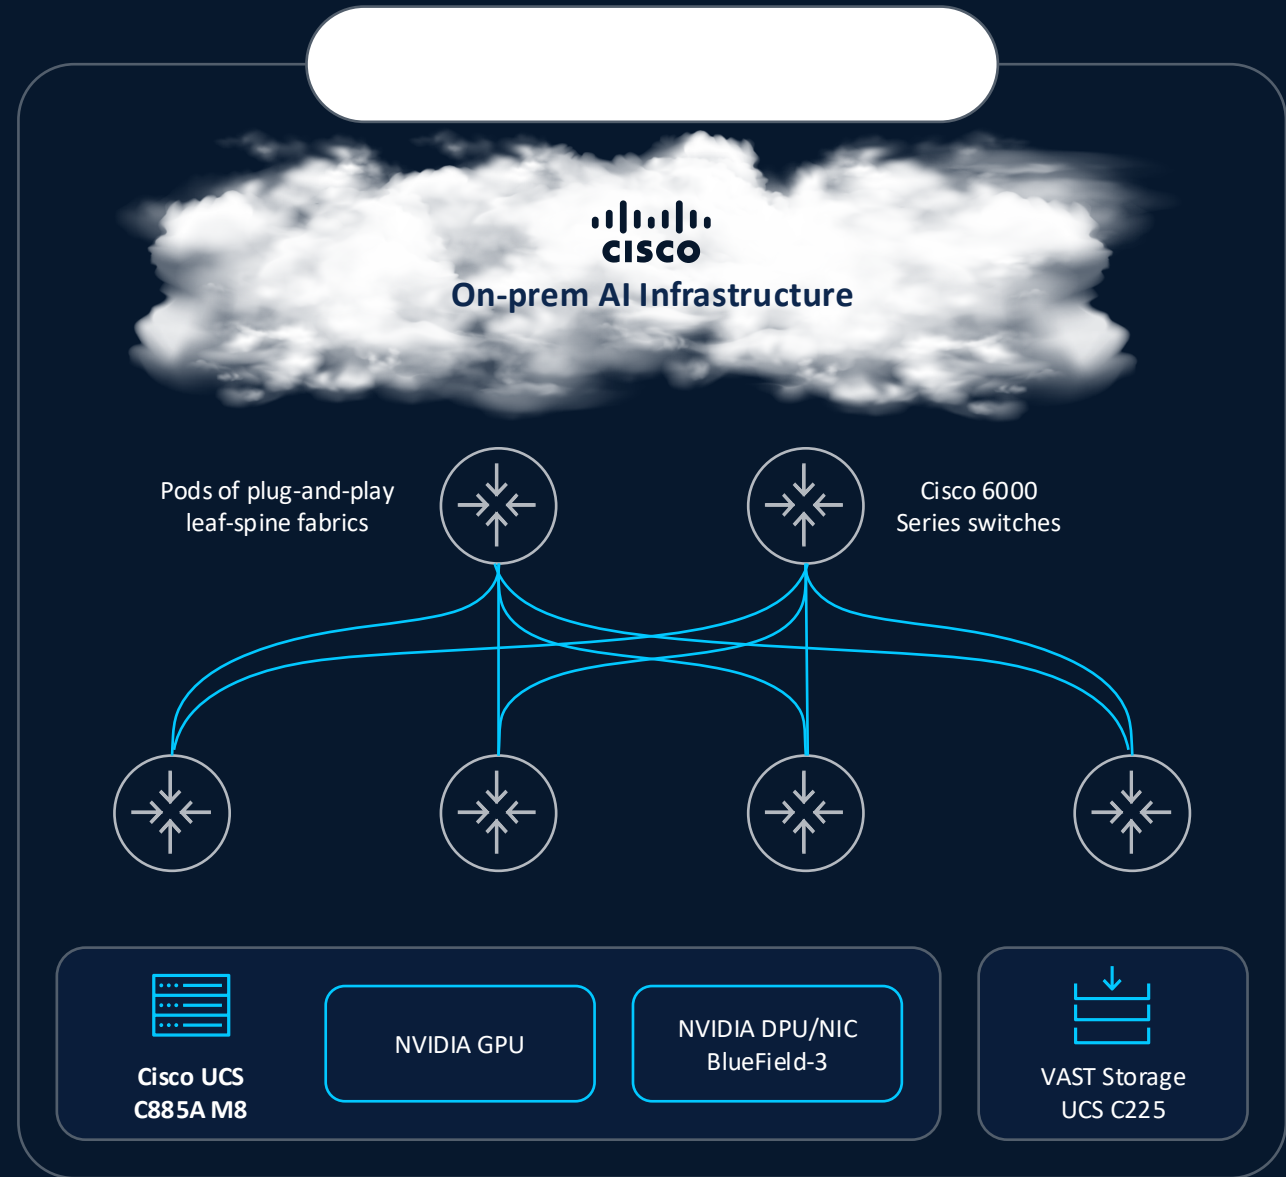 CISCO
On-prem AI Infrastructure
Pods of plug-and-play
leaf-spine fabrics
Cisco 6000
Series switches
Cisco UCS
C885A M8
NVIDIA GPU
NVIDIA DPU/NIC
BlueField-3
VAST Storage
UCS C225